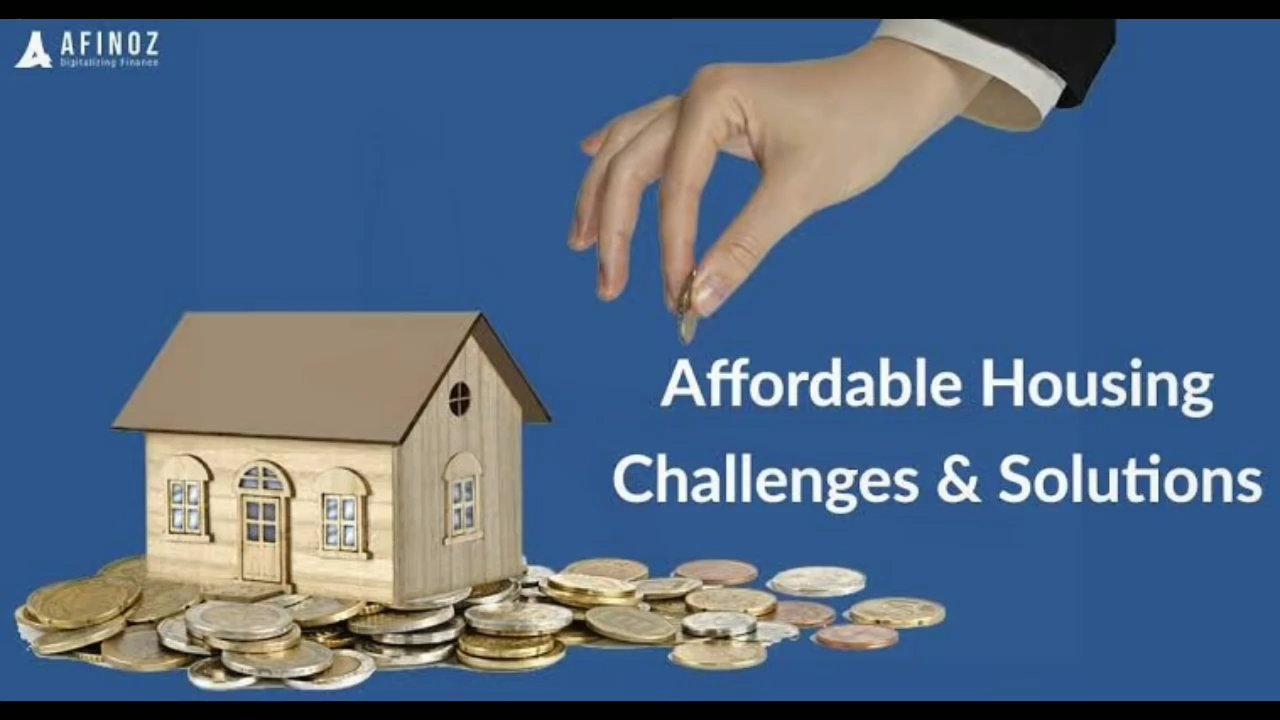 AFINOZ
Digitalizing Finance
Affordable Housing
Challenges & Solutions